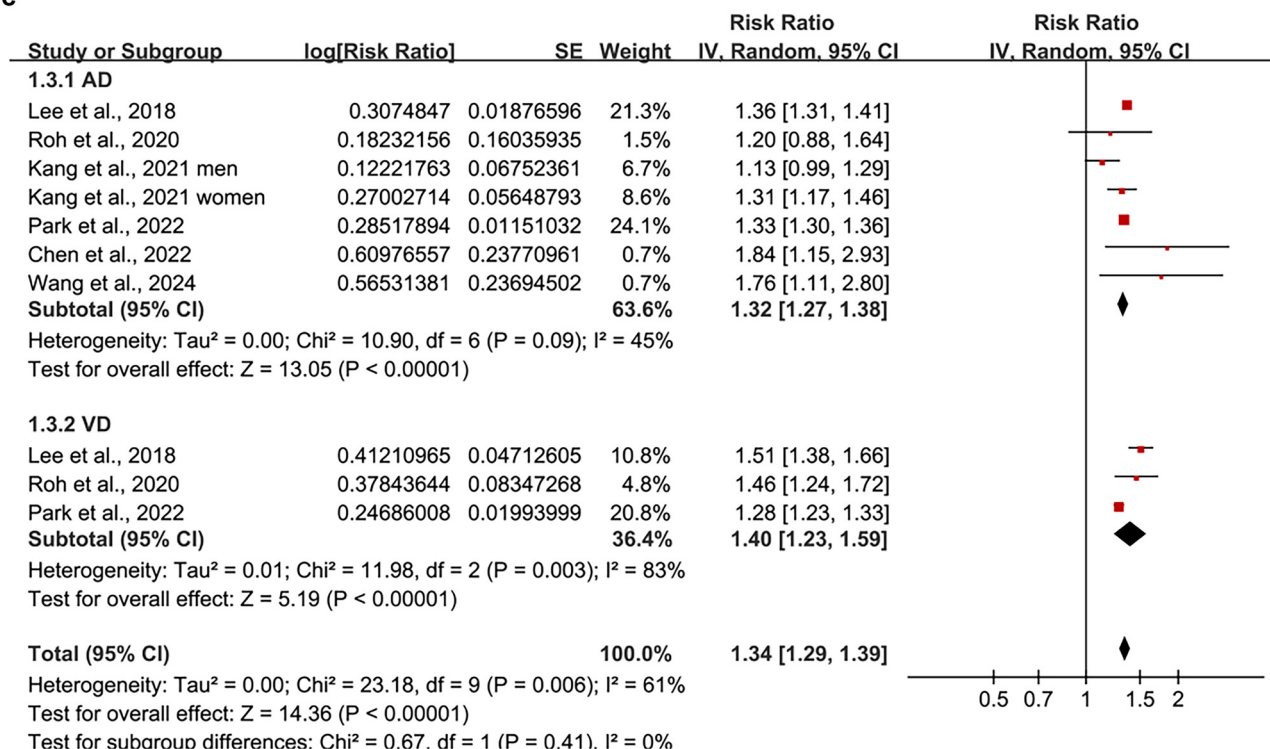 c
Risk Ratio Risk Ratio
Study or Subgroup log[Risk Ratio] SE Weight IV, Random, 95% CI IV, Random, 95% CI
1.3.1 AD
Lee et al., 2018 0.3074847 0.01876596 21.3% 1.36 [1.31, 1.41]
Roh et al., 2020 0.18232156 0.16035935 1.5% 1.20 [0.88, 1.64]
Kang et al., 2021 men 0.12221763 0.06752361 6.7% 1.13 [0.99, 1.29]
Kang et al., 2021 women 0.27002714 0.05648793 8.6% 1.31 [1.17, 1.46]
Park et al., 2022 0.28517894 0.01151032 24.1% 1.33 [1.30, 1.36]
Chen et al., 2022 0.60976557 0.23770961 0.7% 1.84 [1.15, 2.93]
Wang et al., 2024 0.56531381 0.23694502 0.7% 1.76 [1.11, 2.80]
Subtotal (95% CI) 63.6% 1.32 [1.27, 1.38]
Heterogeneity: Tau² = 0.00; Chi² = 10.90, df = 6 (P = 0.09); I² = 45%
Test for overall effect: Z = 13.05 (P < 0.00001)
1.3.2 VD
Lee et al., 2018 0.41210965 0.04712605 10.8% 1.51 [1.38, 1.66]
Roh et al., 2020 0.37843644 0.08347268 4.8% 1.46 [1.24, 1.72]
Park et al., 2022 0.24686008 0.01993999 20.8% 1.28 [1.23, 1.33]
Subtotal (95% CI) 36.4% 1.40 [1.23, 1.59]
Heterogeneity: Tau² = 0.01; Chi² = 11.98, df = 2 (P = 0.003); I² = 83%
Test for overall effect: Z = 5.19 (P < 0.00001)
Total (95% CI) 100.0% 1.34 [1.29, 1.39]
Heterogeneity: Tau² = 0.00; Chi² = 23.18, df = 9 (P = 0.006); I² = 61%
0.5 0.7 1 1.5 2
Test for overall effect: Z = 14.36 (P < 0.00001)
Test for subgroup differences: Chi² = 0.67, df = 1 (P = 0.41), I² = 0%